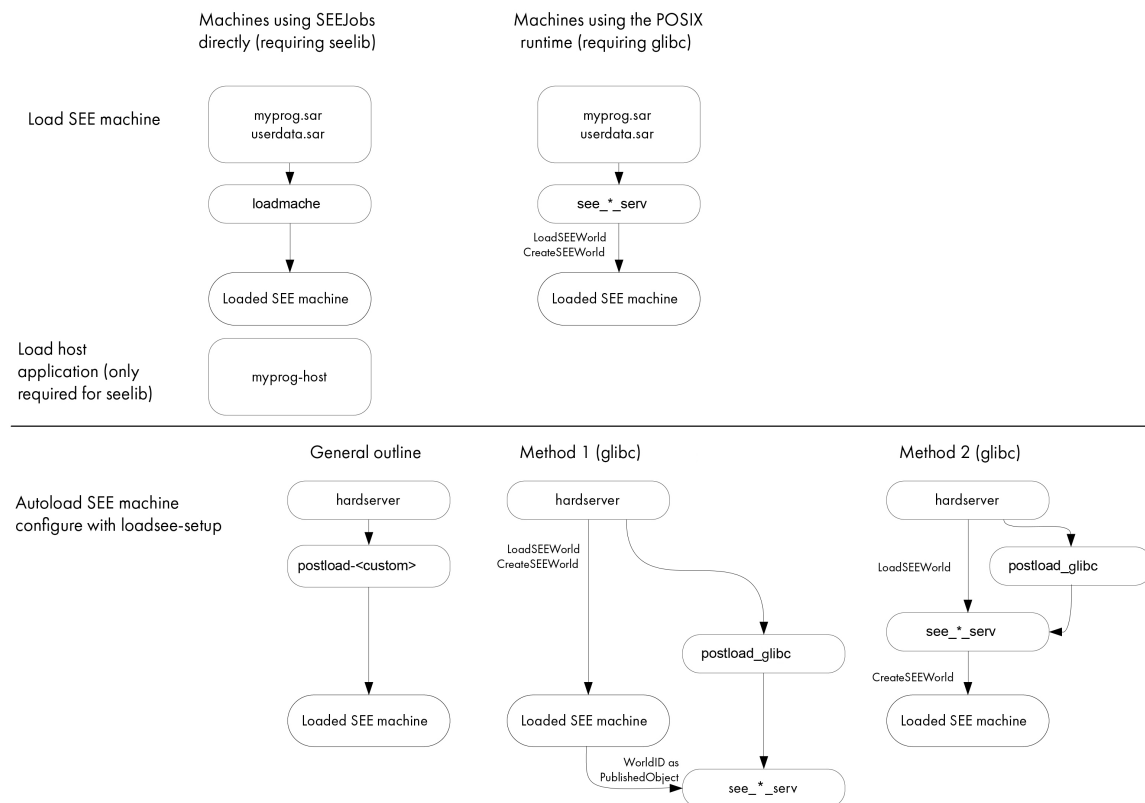 Machines using SEEJobs
directly (requiring seelib)
Machines using the POSIX
runtime (requiring glibc)
Load SEE machine
myprog.sar
userdata.sar
myprog.sar
userdata.sar
loadmache
see_*_serv
LoadSEEWorld
CreateSEEWorld
Loaded SEE machine
Loaded SEE machine
Load host
application (only
required for seelib)
myprog-host
General outline
Method 1 (glibc)
Method 2 (glibc)
Autoload SEE machine
configure with loadsee-setup
hardserver
hardserver
hardserver
postload-<custom>
LoadSEEWorld
CreateSEEWorld
LoadSEEWorld
postload_glibc
see_*_serv
postload_glibc
CreateSEEWorld
Loaded SEE machine
Loaded SEE machine
Loaded SEE machine
WorldID as
PublishedObject
see_*_serv